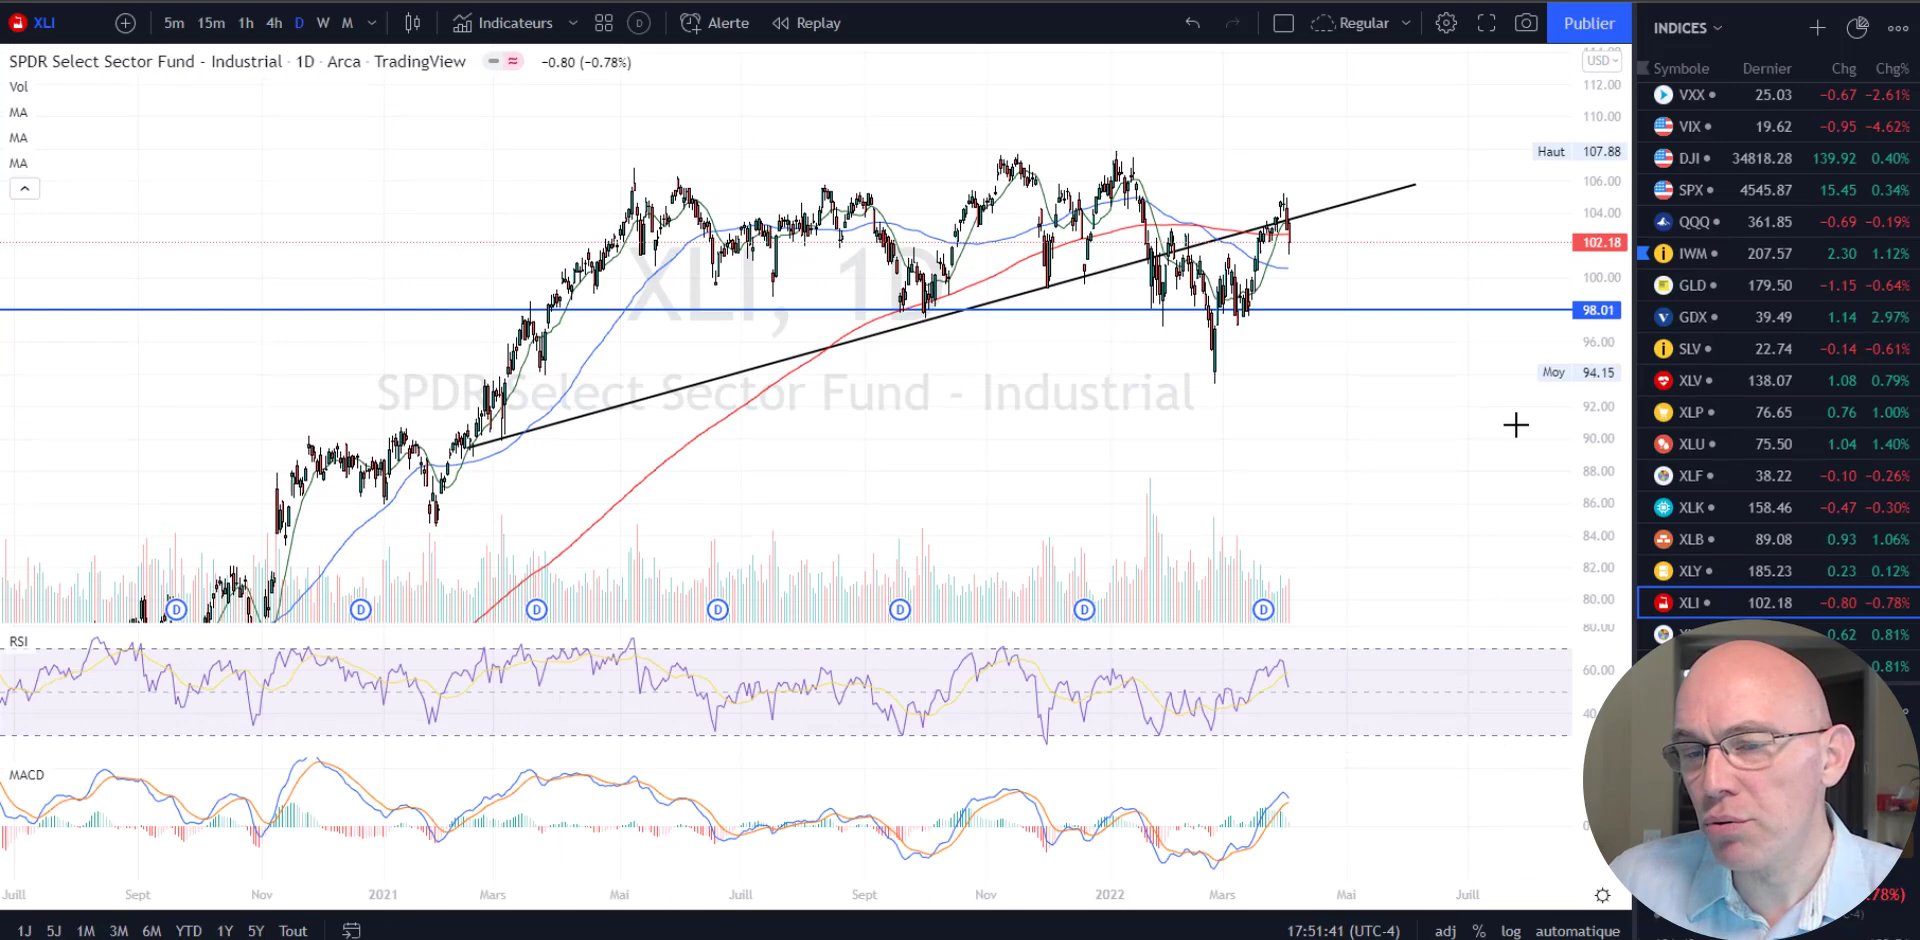 XLI 5m 15m 1h 4h D W M Indicateurs D Alerte Replay Regular Publier
SPDR Select Sector Fund - Industrial · 1D · Arca · TradingView −0.80 (−0.78%)
Vol
MA
MA
MA
USD
112.00
110.00
Haut 107.88
106.00
104.00
102.18
100.00
98.01
96.00
Moy 94.15
92.00
90.00
88.00
86.00
84.00
82.00
80.00
XLI, 1D
SPDR Select Sector Fund - Industrial
D D D D D D D
RSI
80.00
60.00
40
MACD
0
Juill Sept Nov 2021 Mars Mai Juill Sept Nov 2022 Mars Mai Juill
1J 5J 1M 3M 6M YTD 1Y 5Y Tout 17:51:41 (UTC-4) adj % log automatique
INDICES
Symbole Dernier Chg Chg%
VXX 25.03 −0.67 −2.61%
VIX 19.62 −0.95 −4.62%
DJI 34818.28 139.92 0.40%
SPX 4545.87 15.45 0.34%
QQQ 361.85 −0.69 −0.19%
IWM 207.57 2.30 1.12%
GLD 179.50 −1.15 −0.64%
GDX 39.49 1.14 2.97%
SLV 22.74 −0.14 −0.61%
XLV 138.07 1.08 0.79%
XLP 76.65 0.76 1.00%
XLU 75.50 1.04 1.40%
XLF 38.22 −0.10 −0.26%
XLK 158.46 −0.47 −0.30%
XLB 89.08 0.93 1.06%
XLY 185.23 0.23 0.12%
XLI 102.18 −0.80 −0.78%
0.62 0.81%
0.81%
.78%)